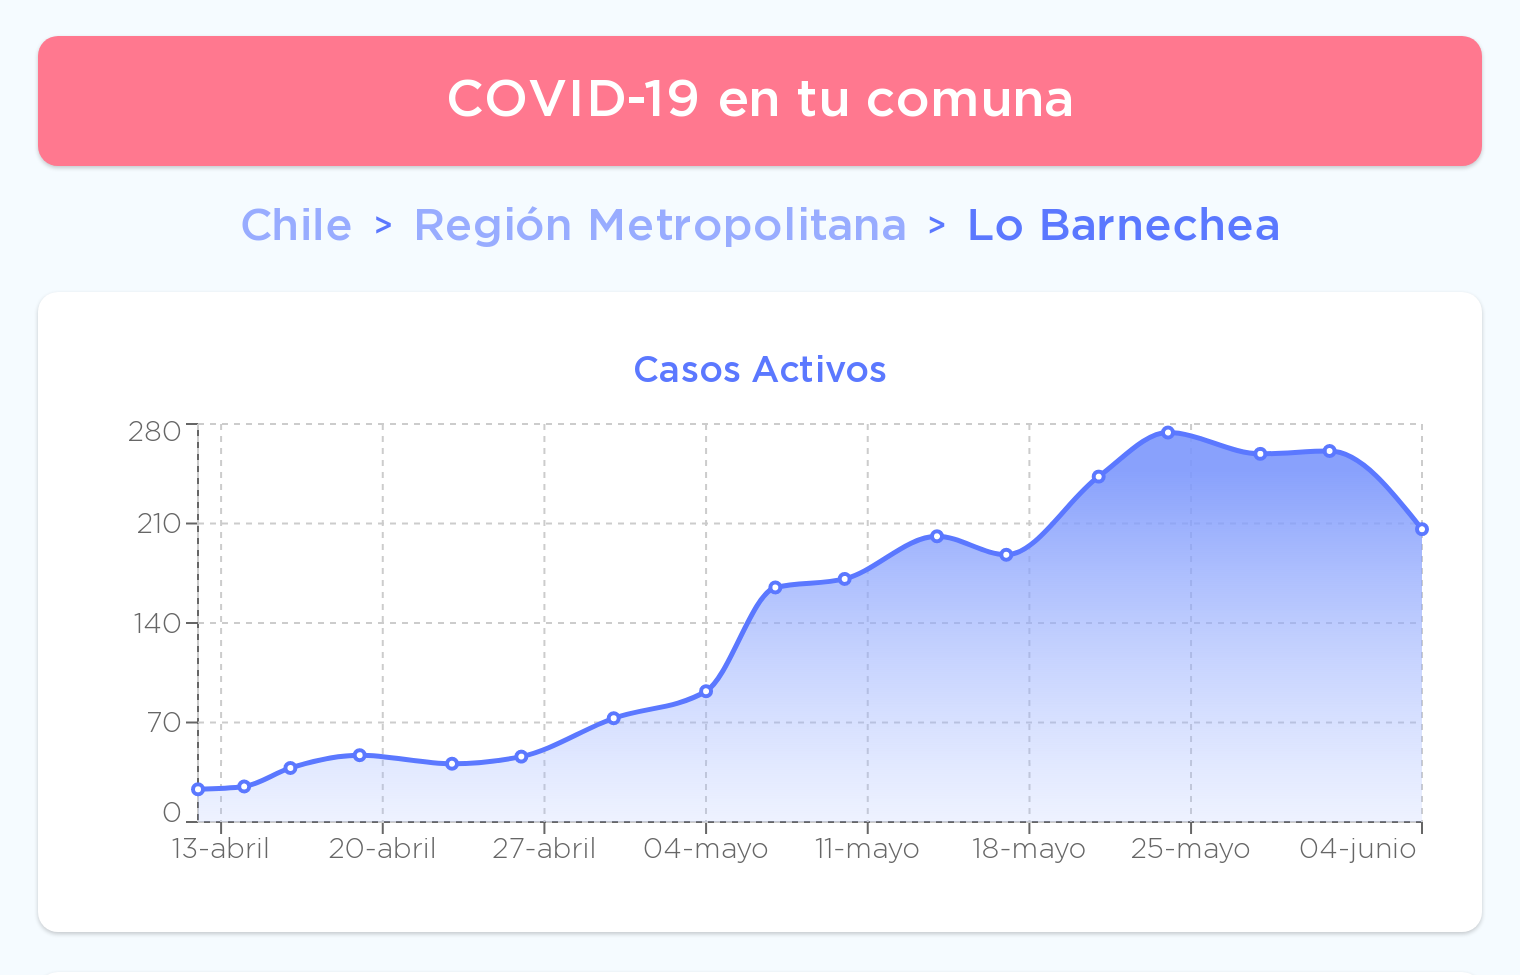 COVID-19 en tu comuna
Chile > Región Metropolitana > Lo Barnechea
Casos Activos
280
210
140
70
0
13-abril 20-abril 27-abril 04-mayo 11-mayo 18-mayo 25-mayo 04-junio